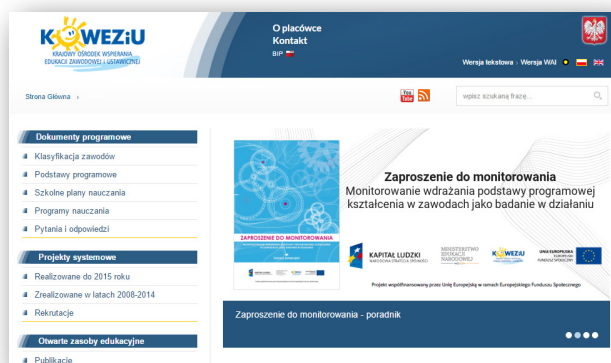 KOWEZiU
KRAJOWY OŚRODEK WSPIERANIA
EDUKACJI ZAWODOWEJ I USTAWICZNEJ
O placówce
Kontakt
BIP
Wersja tekstowa
Wersja WAI
Strona Główna
You
Tube
wpisz szukaną frazę...
Dokumenty programowe
Klasyfikacja zawodów
Podstawy programowe
Szkolne plany nauczania
Programy nauczania
Pytania i odpowiedzi
Projekty systemowe
Realizowane do 2015 roku
Zrealizowane w latach 2008-2014
Rekrutacje
Otwarte zasoby edukacyjne
Publikacje
ZAPROSZENIE DO MONITOROWANIA
Zaproszenie do monitorowania
Monitorowanie wdrażania podstawy programowej
kształcenia w zawodach jako badanie w działaniu
KAPITAŁ LUDZKI
NARODOWA STRATEGIA SPÓJNOŚCI
MINISTERSTWO
EDUKACJI
NARODOWEJ
KOWEZiU
UNIA EUROPEJSKA
EUROPEJSKI
FUNDUSZ SPOŁECZNY
Projekt współfinansowany przez Unię Europejską w ramach Europejskiego Funduszu Społecznego
Zaproszenie do monitorowania - poradnik